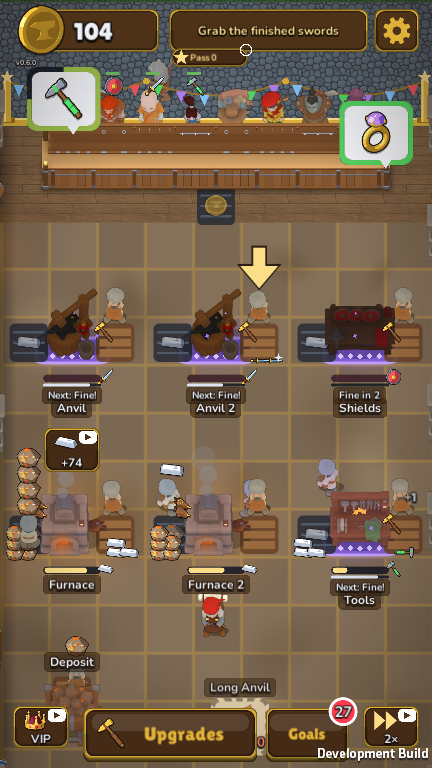 104
Grab the finished swords
Pass 0
v0.6.0
Next: Fine!
Anvil
Next: Fine!
Anvil 2
Fine in 2
Shields
+74
+1
Furnace
Furnace 2
Next: Fine!
Tools
Deposit
Long Anvil
0
VIP
Upgrades
Goals
27
2×
Development Build